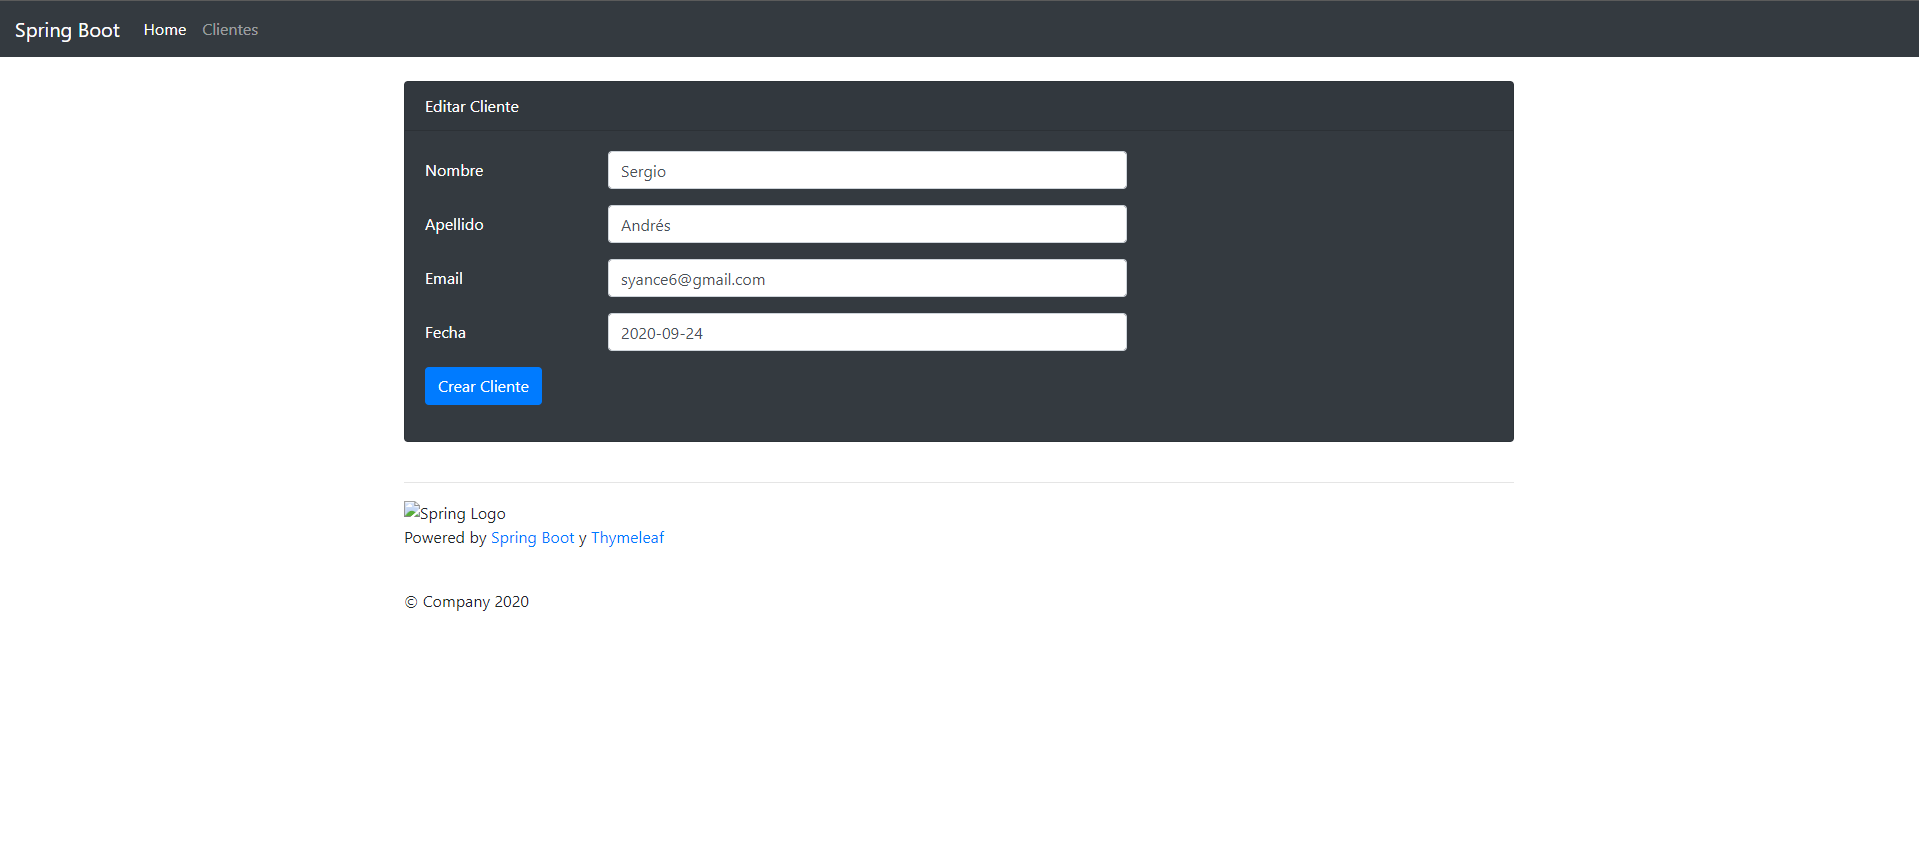 Spring Boot Home Clientes
Editar Cliente
Nombre Sergio
Apellido Andrés
Email syance6@gmail.com
Fecha 2020-09-24
Crear Cliente
Spring Logo
Powered by Spring Boot y Thymeleaf
© Company 2020